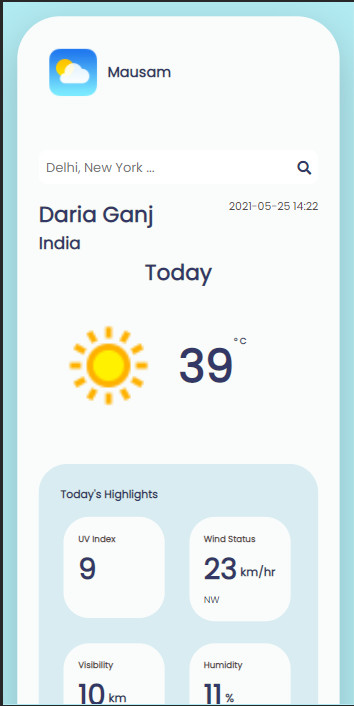 Mausam
Delhi, New York ...
Daria Ganj
2021-05-25 14:22
India
Today
39 °C
Today's Highlights
UV Index
Wind Status
9
23 km/hr
NW
Visibility
Humidity
10 km
11 %